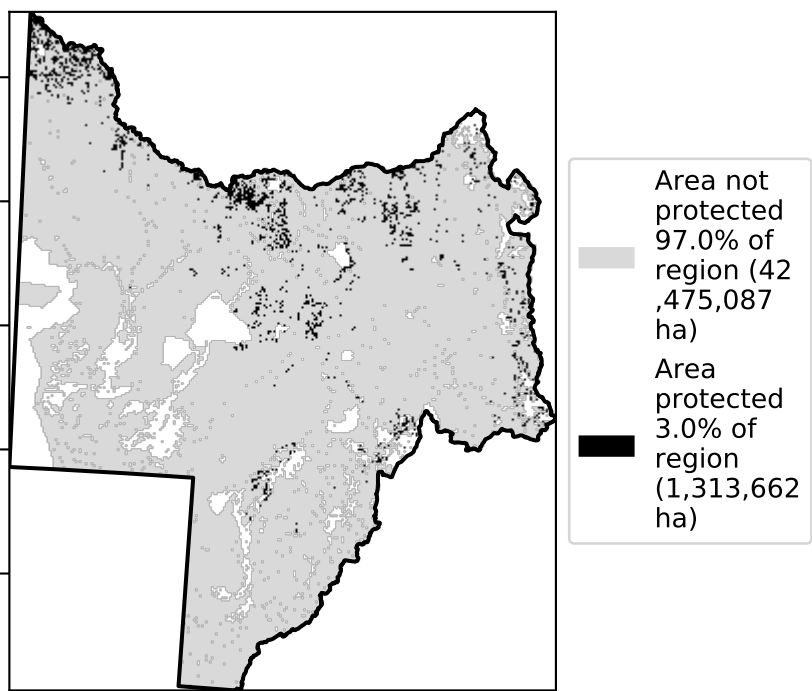 Area not
protected
97.0% of
region (42
,475,087
ha)
Area
protected
3.0% of
region
(1,313,662
ha)